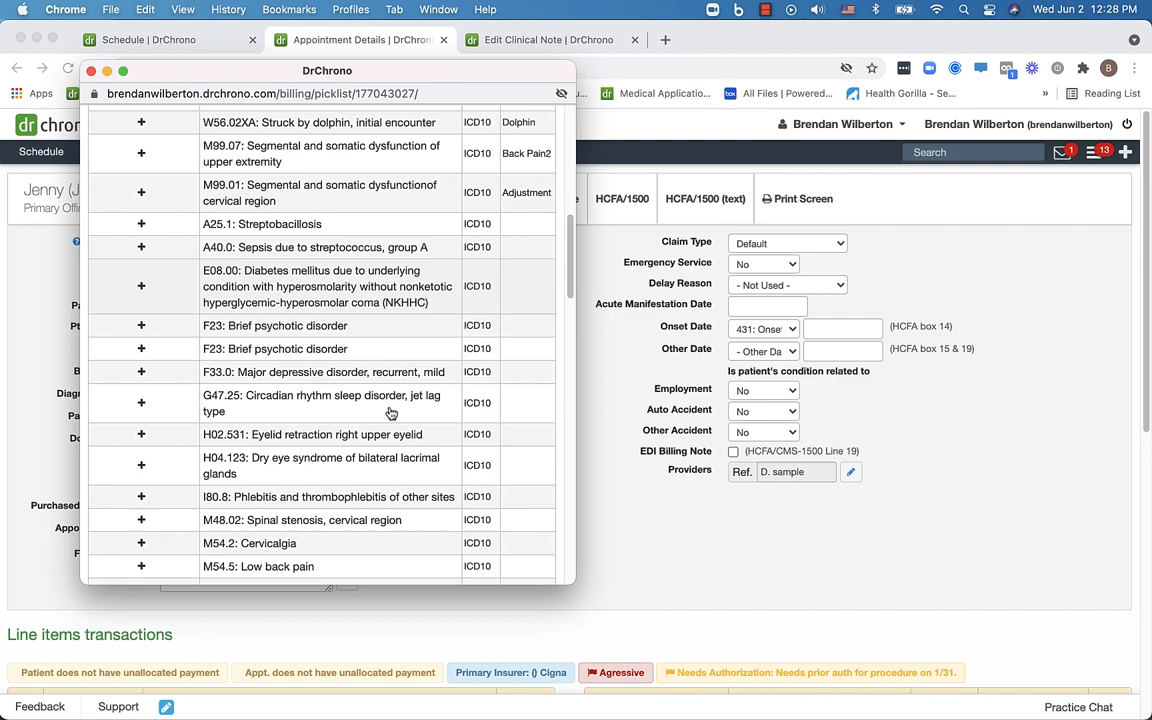 Chrome File Edit View History Bookmarks Profiles Tab Window Help Wed Jun 2 12:28 PM
Schedule | DrChrono Appointment Details | DrChron Edit Clinical Note | DrChrono
DrChrono
brendanwilberton.drchrono.com/billing/picklist/177043027/
Apps Medical Applicatio... All Files | Powered... Health Gorilla - Se... » Reading List
dr chron Brendan Wilberton Brendan Wilberton (brendanwilberton)
Schedule Search 1 13
Jenny (J
Primary Offi
HCFA/1500 HCFA/1500 (text) Print Screen
W56.02XA: Struck by dolphin, initial encounter ICD10 Dolphin
M99.07: Segmental and somatic dysfunction of
upper extremity ICD10 Back Pain2
M99.01: Segmental and somatic dysfunctionof
cervical region ICD10 Adjustment
A25.1: Streptobacillosis ICD10
A40.0: Sepsis due to streptococcus, group A ICD10
E08.00: Diabetes mellitus due to underlying
condition with hyperosmolarity without nonketotic ICD10
hyperglycemic-hyperosmolar coma (NKHHC)
F23: Brief psychotic disorder ICD10
F23: Brief psychotic disorder ICD10
F33.0: Major depressive disorder, recurrent, mild ICD10
G47.25: Circadian rhythm sleep disorder, jet lag
type ICD10
H02.531: Eyelid retraction right upper eyelid ICD10
H04.123: Dry eye syndrome of bilateral lacrimal
glands ICD10
I80.8: Phlebitis and thrombophlebitis of other sites ICD10
M48.02: Spinal stenosis, cervical region ICD10
M54.2: Cervicalgia ICD10
M54.5: Low back pain ICD10
Pa
Pt
B
Diagn
Pa
Do
Purchased
Appo
F
Claim Type Default
Emergency Service No
Delay Reason - Not Used -
Acute Manifestation Date
Onset Date 431: Onset (HCFA box 14)
Other Date - Other Da (HCFA box 15 & 19)
Is patient's condition related to
Employment No
Auto Accident No
Other Accident No
EDI Billing Note (HCFA/CMS-1500 Line 19)
Providers Ref. D. sample
Line items transactions
Patient does not have unallocated payment Appt. does not have unallocated payment Primary Insurer: () Cigna Agressive Needs Authorization: Needs prior auth for procedure on 1/31.
Feedback Support Practice Chat